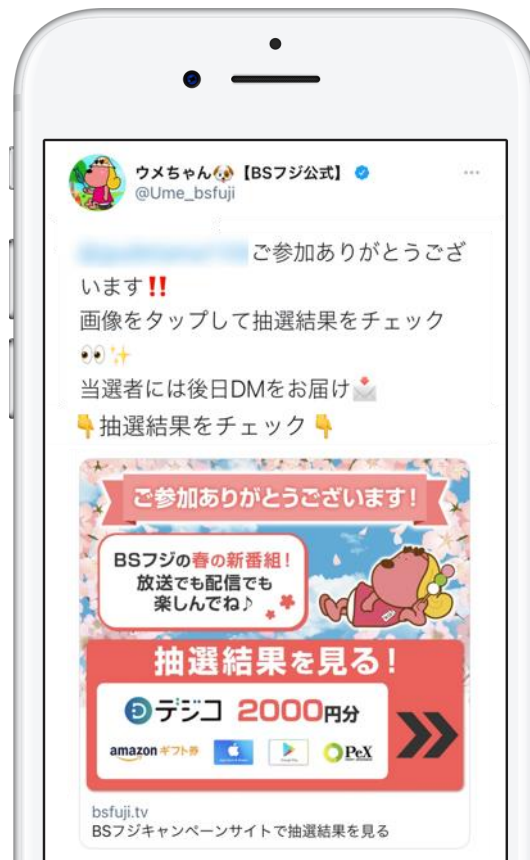 ウメちゃん🐶【BSフジ公式】
@Ume_bsfuji
ご参加ありがとうござ
います‼️
画像をタップして抽選結果をチェック
👀✨
当選者には後日DMをお届け📩
👇抽選結果をチェック👇
ご参加ありがとうございます!
BSフジの春の新番組!
放送でも配信でも
楽しんでね♪
抽選結果を見る!
デジコ 2000円分
amazonギフト券
PeX
bsfuji.tv
BSフジキャンペーンサイトで抽選結果を見る